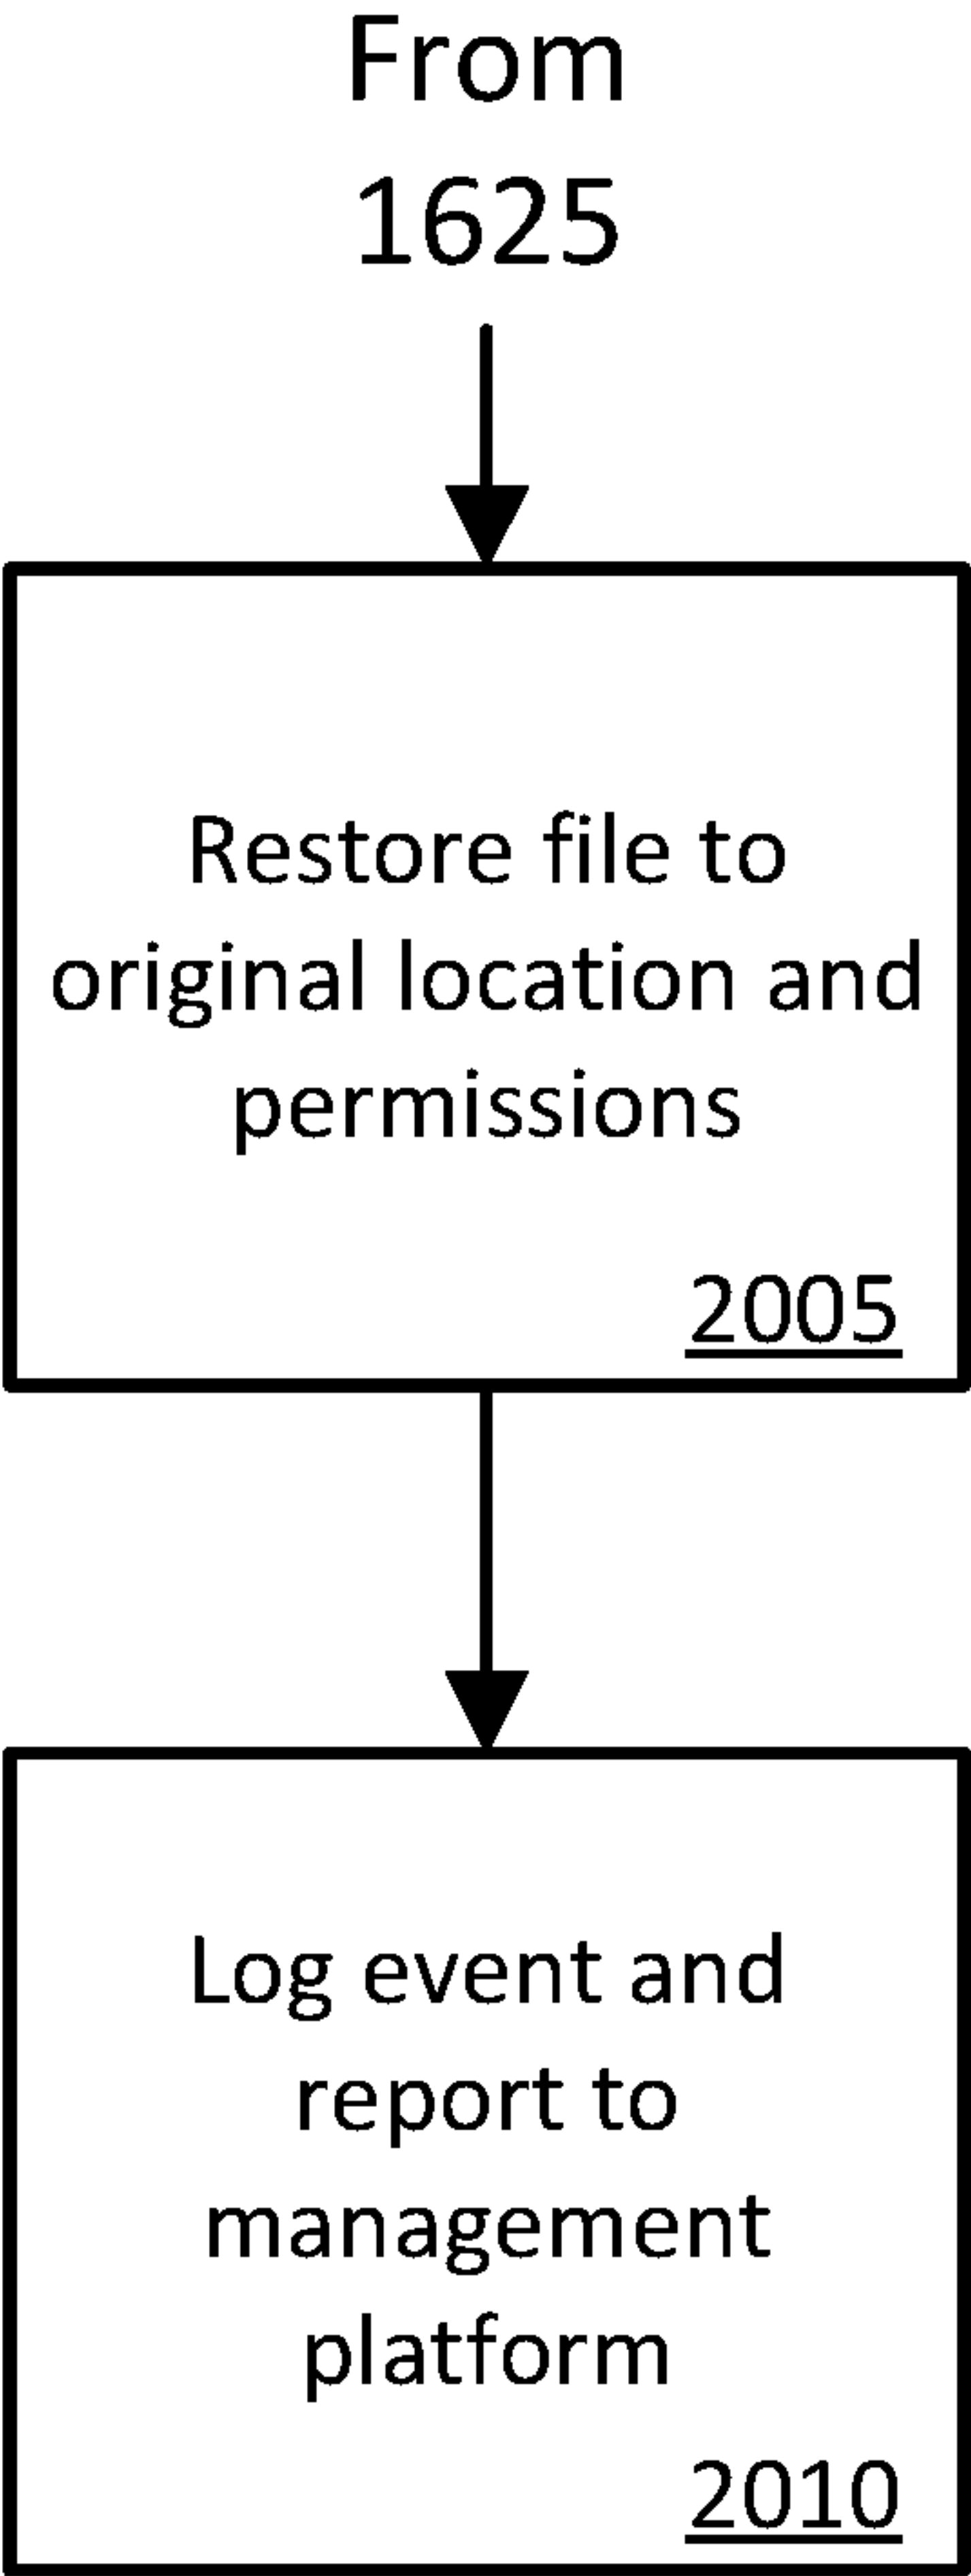 From
1625
Restore file to
original location and
permissions
2005
Log event and
report to
management
platform
2010